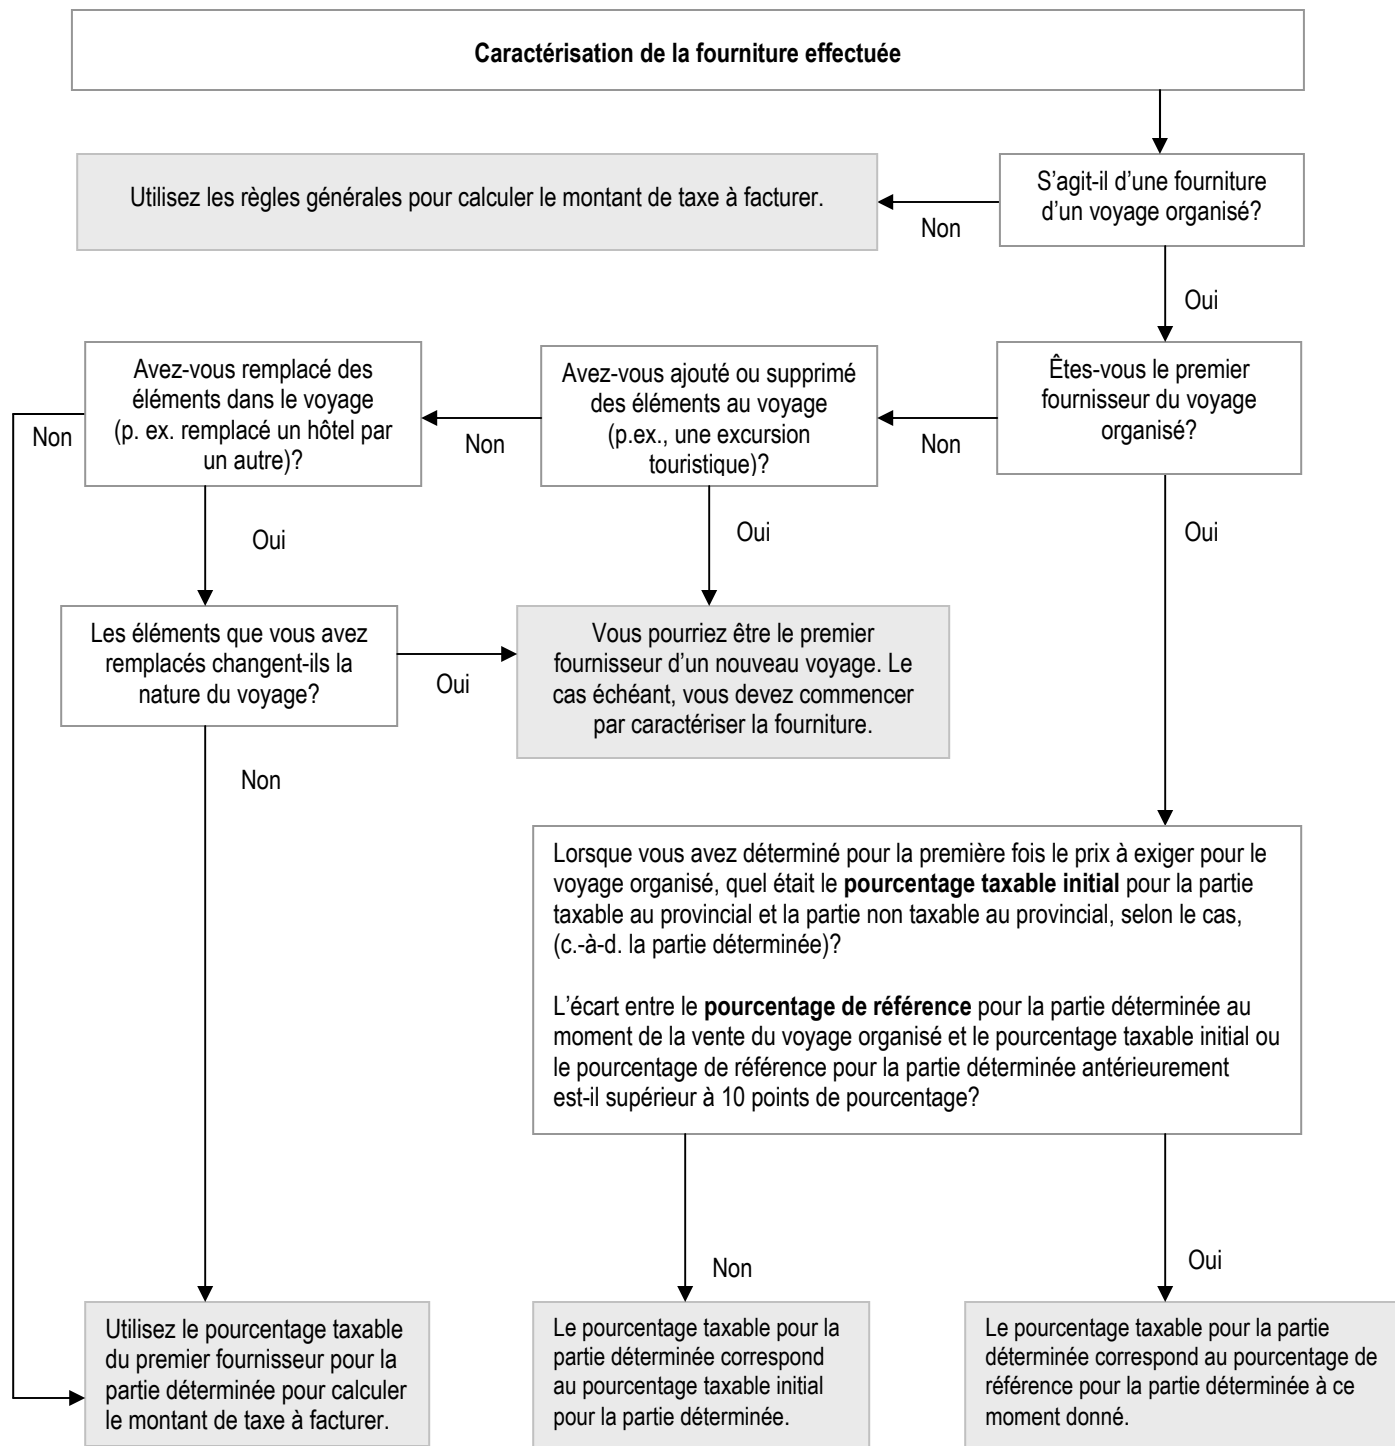 Caractérisation de la fourniture effectuée
Utilisez les règles générales pour calculer le montant de taxe à facturer.
Non
S’agit-il d’une fourniture
d’un voyage organisé?
Oui
Êtes-vous le premier
fournisseur du voyage
organisé?
Non
Avez-vous ajouté ou supprimé
des éléments au voyage
(p.ex., une excursion
touristique)?
Non
Avez-vous remplacé des
éléments dans le voyage
(p. ex. remplacé un hôtel par
un autre)?
Non
Oui
Oui
Oui
Les éléments que vous avez
remplacés changent-ils la
nature du voyage?
Oui
Vous pourriez être le premier
fournisseur d’un nouveau voyage. Le
cas échéant, vous devez commencer
par caractériser la fourniture.
Non
Lorsque vous avez déterminé pour la première fois le prix à exiger pour le
voyage organisé, quel était le pourcentage taxable initial pour la partie
taxable au provincial et la partie non taxable au provincial, selon le cas,
(c.-à-d. la partie déterminée)?
L’écart entre le pourcentage de référence pour la partie déterminée au
moment de la vente du voyage organisé et le pourcentage taxable initial ou
le pourcentage de référence pour la partie déterminée antérieurement
est-il supérieur à 10 points de pourcentage?
Non
Oui
Utilisez le pourcentage taxable
du premier fournisseur pour la
partie déterminée pour calculer
le montant de taxe à facturer.
Le pourcentage taxable pour la
partie déterminée correspond
au pourcentage taxable initial
pour la partie déterminée.
Le pourcentage taxable pour la partie
déterminée correspond au pourcentage de
référence pour la partie déterminée à ce
moment donné.